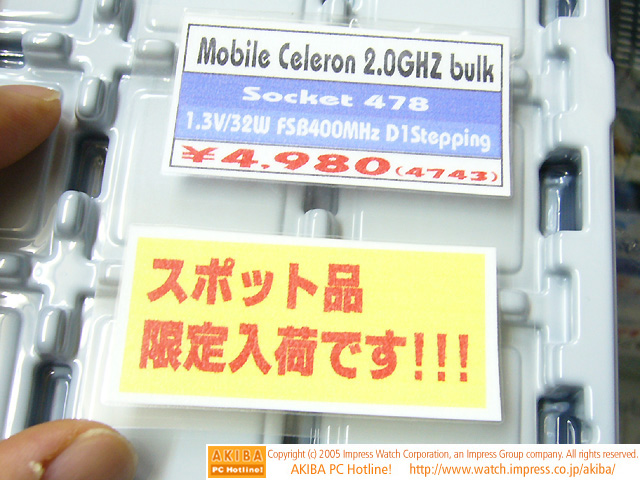 Mobile Celeron 2.0GHZ bulk
Socket 478
1.3V/32W FSB400MHz D1Stepping
¥4,980(4743)
スポット品
限定入荷です!!!
AKIBA
PC Hotline!
Copyright (c) 2005 Impress Watch Corporation, an Impress Group company. All rights reserved.
AKIBA PC Hotline! http://www.watch.impress.co.jp/akiba/